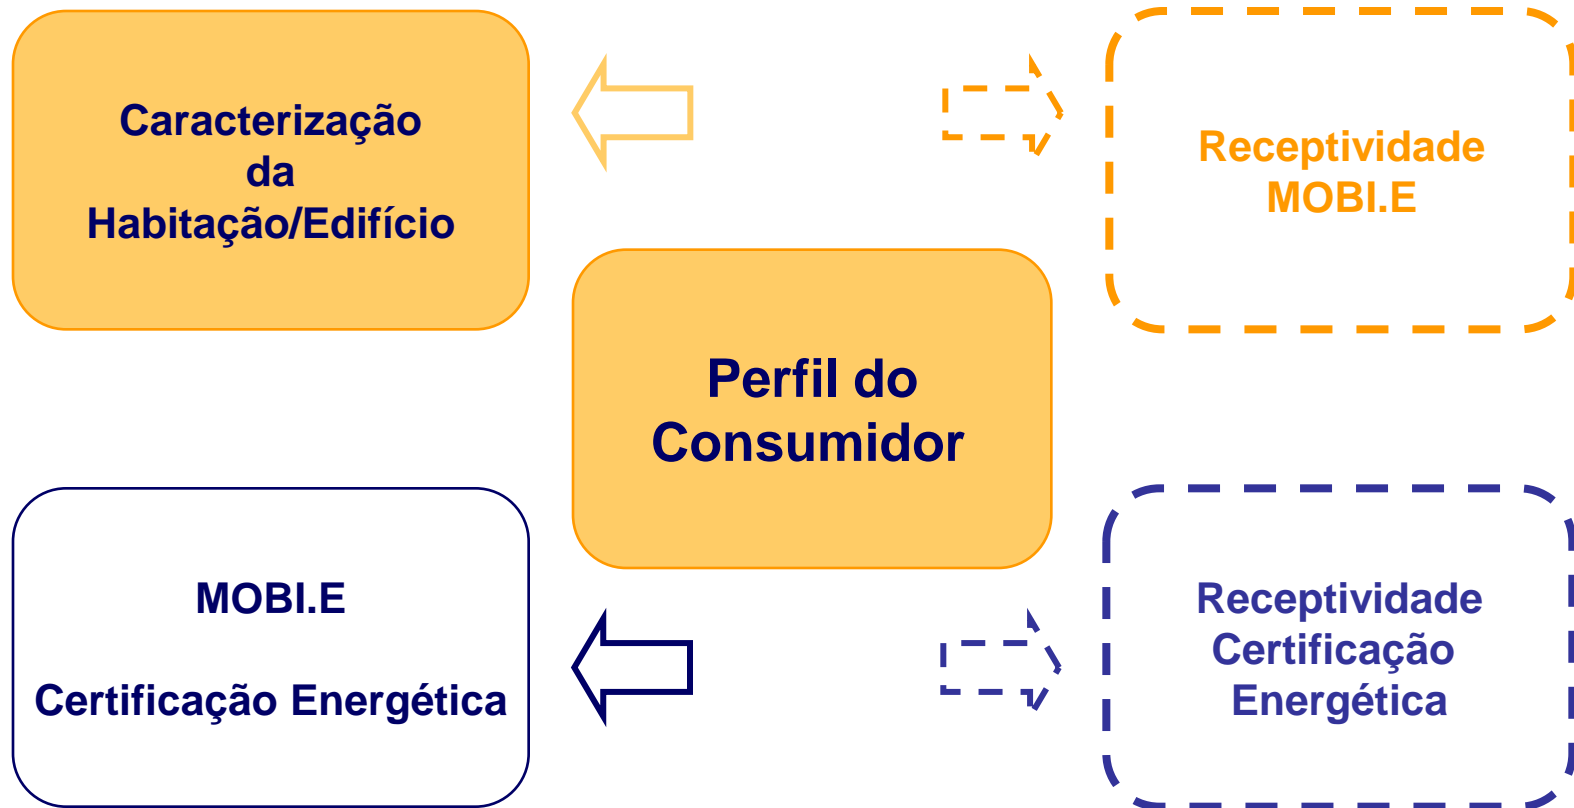 Caracterização
da
Habitação/Edifício
Receptividade
MOBI.E
Perfil do
Consumidor
MOBI.E
Certificação Energética
Receptividade
Certificação
Energética